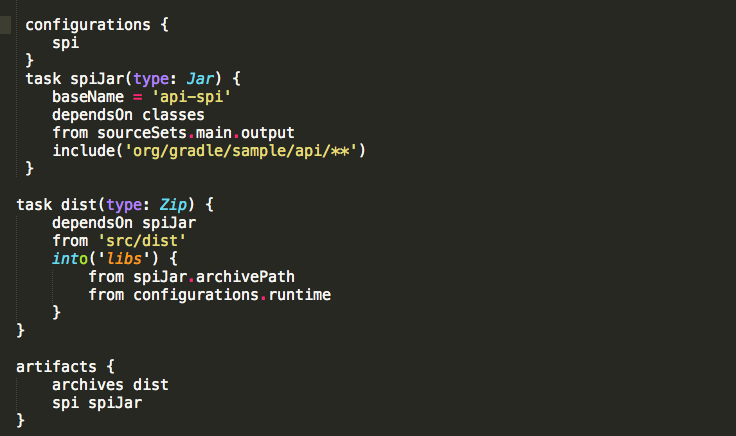 configurations {
spi
}
task spiJar(type: Jar) {
baseName = 'api-spi'
dependsOn classes
from sourceSets.main.output
include('org/gradle/sample/api/**')
}
task dist(type: Zip) {
dependsOn spiJar
from 'src/dist'
into('libs') {
from spiJar.archivePath
from configurations.runtime
}
}
artifacts {
archives dist
spi spiJar
}